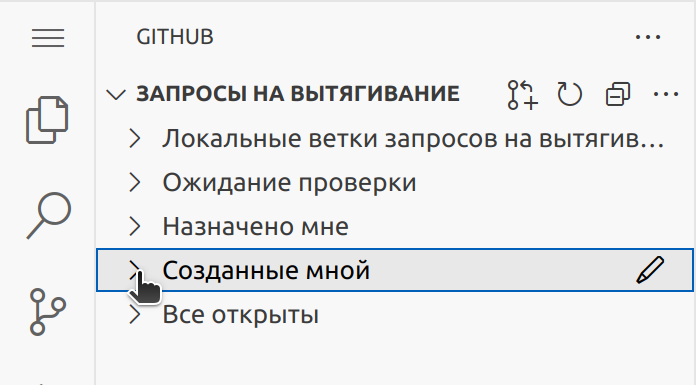 GITHUB
ЗАПРОСЫ НА ВЫТЯГИВАНИЕ
Локальные ветки запросов на вытягив...
Ожидание проверки
Назначено мне
Созданные мной
Все открыты